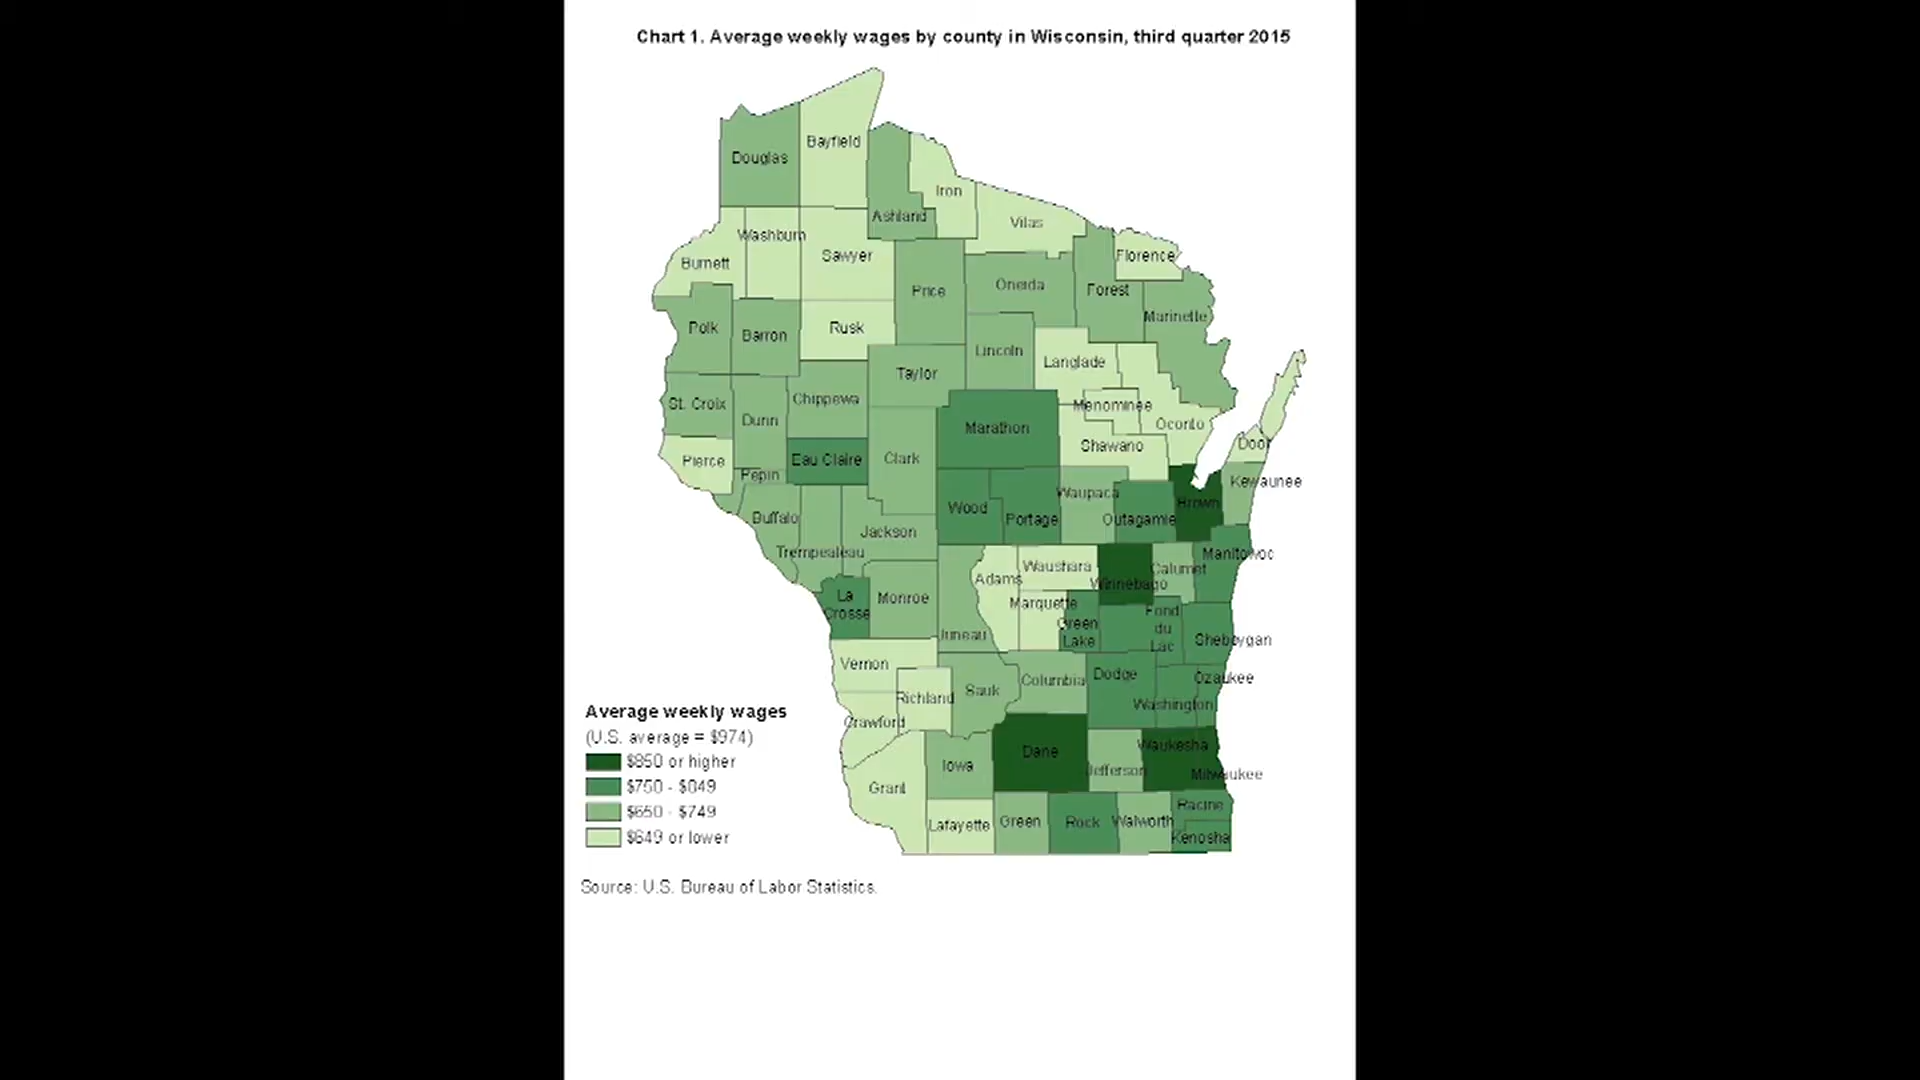 Chart 1. Average weekly wages by county in Wisconsin, third quarter 2015
Bayfield
Douglas
Iron
Ashland
Vilas
Washburn
Sawyer
Florence
Burnett
Price
Oneida
Forest
Marinette
Polk
Barron
Rusk
Lincoln
Langlade
Taylor
St. Croix
Chippewa
Menominee
Dunn
Marathon
Oconto
Door
Shawano
Pierce
Eau Claire
Clark
Pepin
Kewaunee
Waupaca
Brown
Wood
Portage
Outagamie
Buffalo
Jackson
Trempealeau
Manitowoc
Waushara
Calumet
Adams
Winnebago
La
Crosse
Monroe
Marquette
Green
Lake
Fond
du
Lac
Juneau
Sheboygan
Vernon
Columbia
Dodge
Ozaukee
Richland
Sauk
Washington
Crawford
Dane
Waukesha
Iowa
Jefferson
Milwaukee
Grant
Racine
Lafayette
Green
Rock
Walworth
Kenosha
Average weekly wages
(U.S. average = $974)
$850 or higher
$750 - $849
$650 - $749
$649 or lower
Source: U.S. Bureau of Labor Statistics.